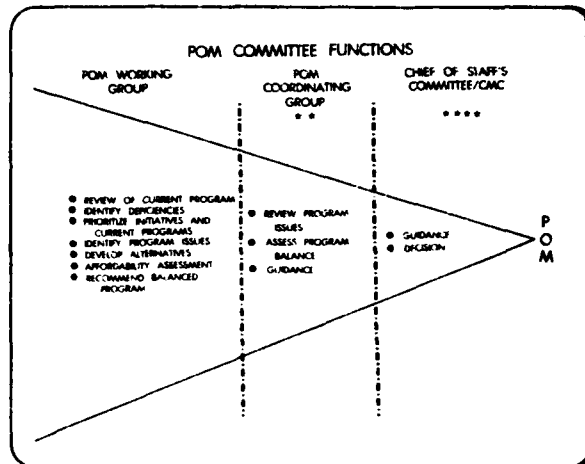 POM COMMITTEE FUNCTIONS
POM WORKING
GROUP
POM
COORDINATING
GROUP
* *
CHIEF OF STAFF'S
COMMITTEE/CMC
* * * *
● REVIEW OF CURRENT PROGRAM
● IDENTIFY DEFICIENCIES
● PRIORITIZE INITIATIVES AND
CURRENT PROGRAMS
● IDENTIFY PROGRAM ISSUES
● DEVELOP ALTERNATIVES
● AFFORDABILITY ASSESSMENT
● RECOMMEND BALANCED
PROGRAM
● REVIEW PROGRAM
ISSUES
● ASSESS PROGRAM
BALANCE
● GUIDANCE
● GUIDANCE
● DECISION
P
O
M